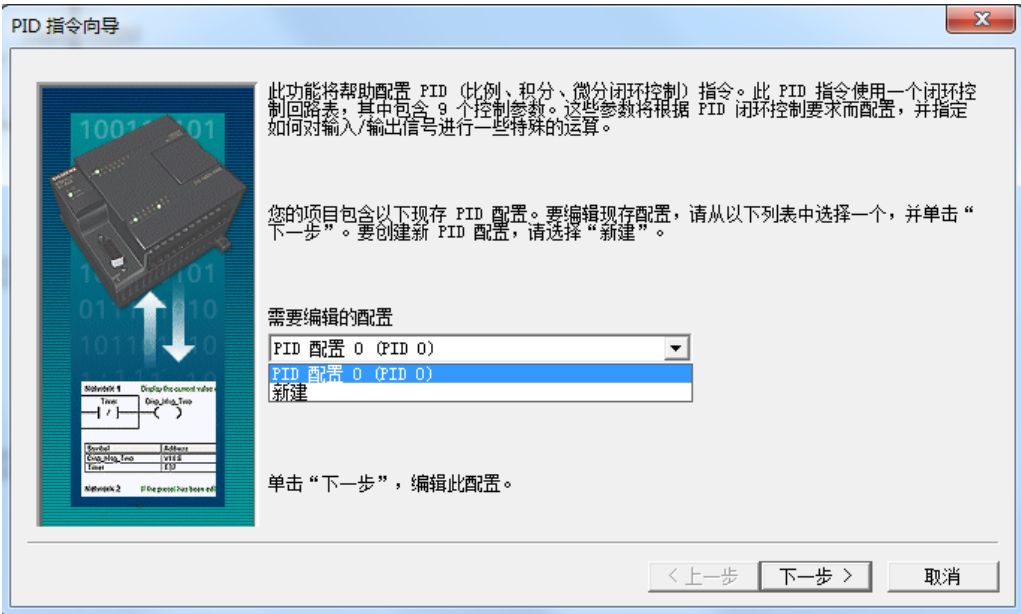 PID 指令向导
此功能将帮助配置 PID (比例、积分、微分闭环控制) 指令。此 PID 指令使用一个闭环控
制回路表，其中包含 9 个控制参数。这些参数将根据 PID 闭环控制要求而配置，并指定
如何对输入/输出信号进行一些特殊的运算。
您的项目包含以下现存 PID 配置。要编辑现存配置，请从以下列表中选择一个，并单击“
下一步”。要创建新 PID 配置，请选择“新建”。
需要编辑的配置
PID 配置 0 (PID 0)
PID 配置 0 (PID 0)
新建
Network 1 Display the current value
Timer Disp_Msg_Two
Symbol Address
Disp_Msg_Two
Timer
Network 2
单击“下一步”，编辑此配置。
< 上一步
下一步 >
取消